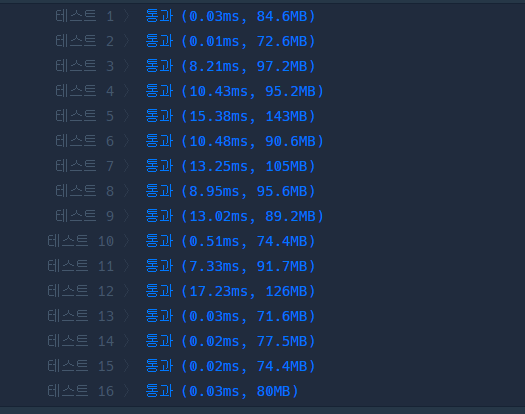 테스트 1 〉 통과 (0.03ms, 84.6MB)
테스트 2 〉 통과 (0.01ms, 72.6MB)
테스트 3 〉 통과 (8.21ms, 97.2MB)
테스트 4 〉 통과 (10.43ms, 95.2MB)
테스트 5 〉 통과 (15.38ms, 143MB)
테스트 6 〉 통과 (10.48ms, 90.6MB)
테스트 7 〉 통과 (13.25ms, 105MB)
테스트 8 〉 통과 (8.95ms, 95.6MB)
테스트 9 〉 통과 (13.02ms, 89.2MB)
테스트 10 〉 통과 (0.51ms, 74.4MB)
테스트 11 〉 통과 (7.33ms, 91.7MB)
테스트 12 〉 통과 (17.23ms, 126MB)
테스트 13 〉 통과 (0.03ms, 71.6MB)
테스트 14 〉 통과 (0.02ms, 77.5MB)
테스트 15 〉 통과 (0.02ms, 74.4MB)
테스트 16 〉 통과 (0.03ms, 80MB)